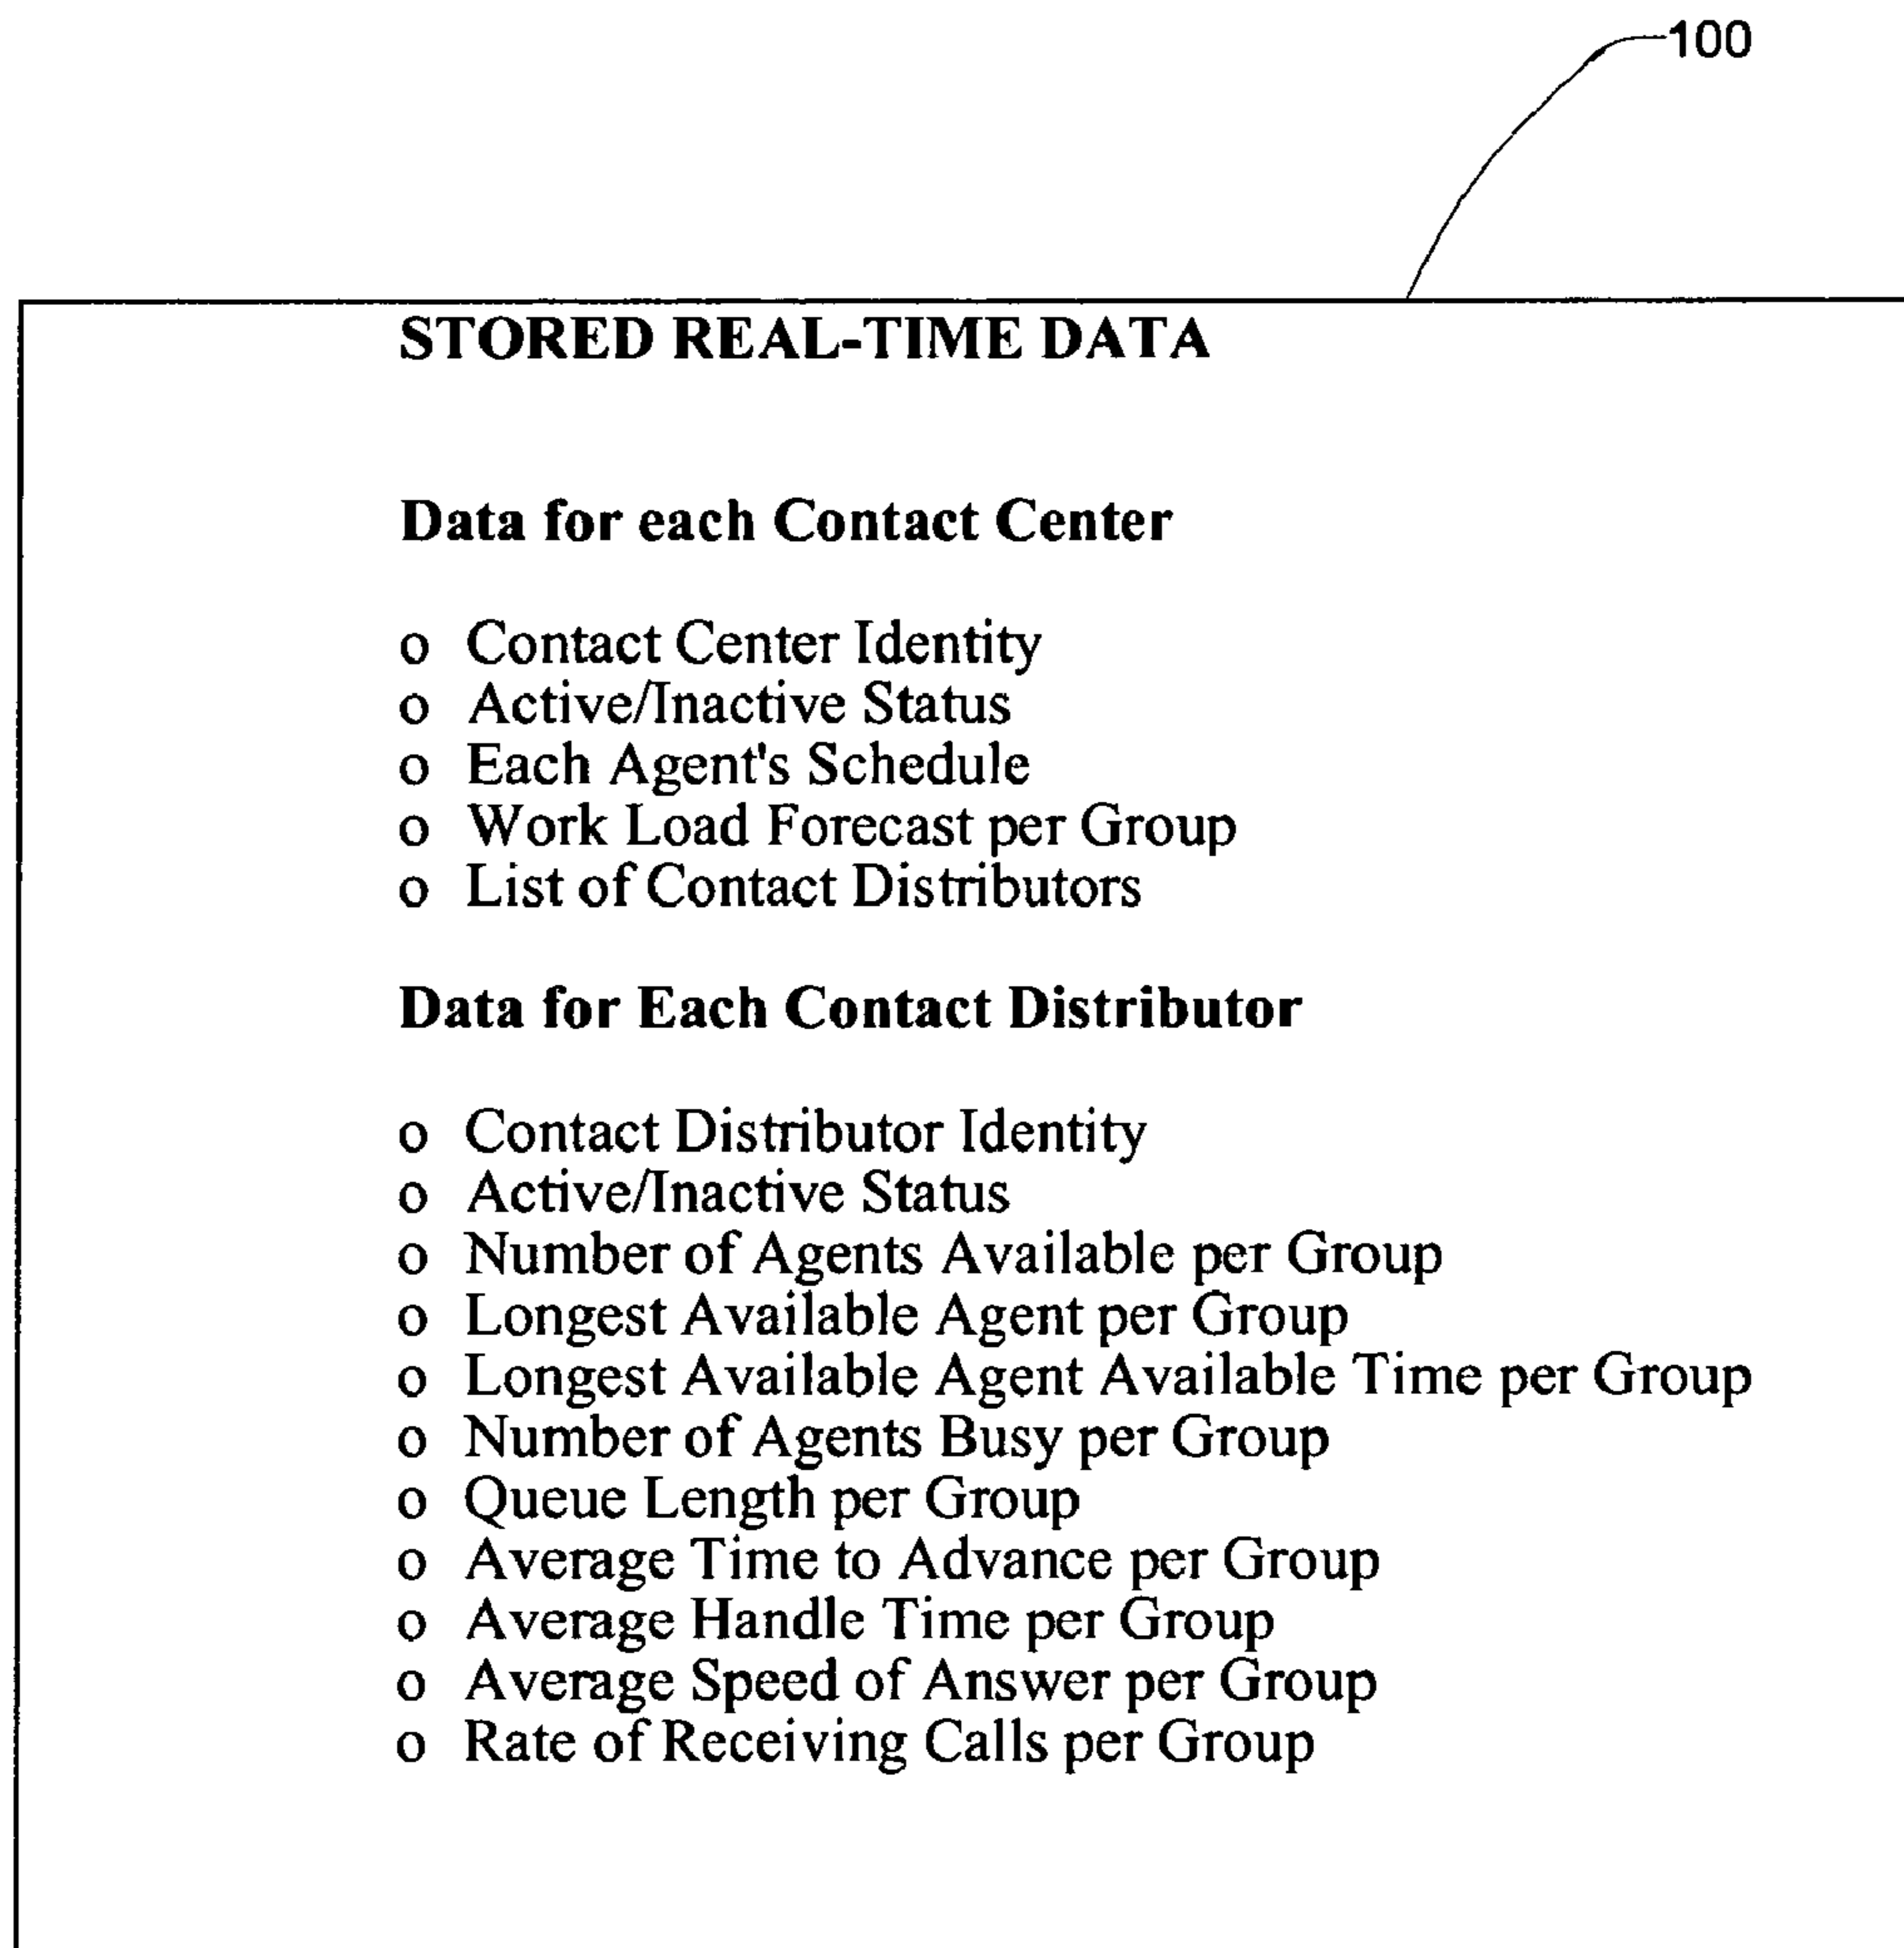 100
STORED REAL-TIME DATA
Data for each Contact Center
o Contact Center Identity
o Active/Inactive Status
o Each Agent's Schedule
o Work Load Forecast per Group
o List of Contact Distributors
Data for Each Contact Distributor
o Contact Distributor Identity
o Active/Inactive Status
o Number of Agents Available per Group
o Longest Available Agent per Group
o Longest Available Agent Available Time per Group
o Number of Agents Busy per Group
o Queue Length per Group
o Average Time to Advance per Group
o Average Handle Time per Group
o Average Speed of Answer per Group
o Rate of Receiving Calls per Group